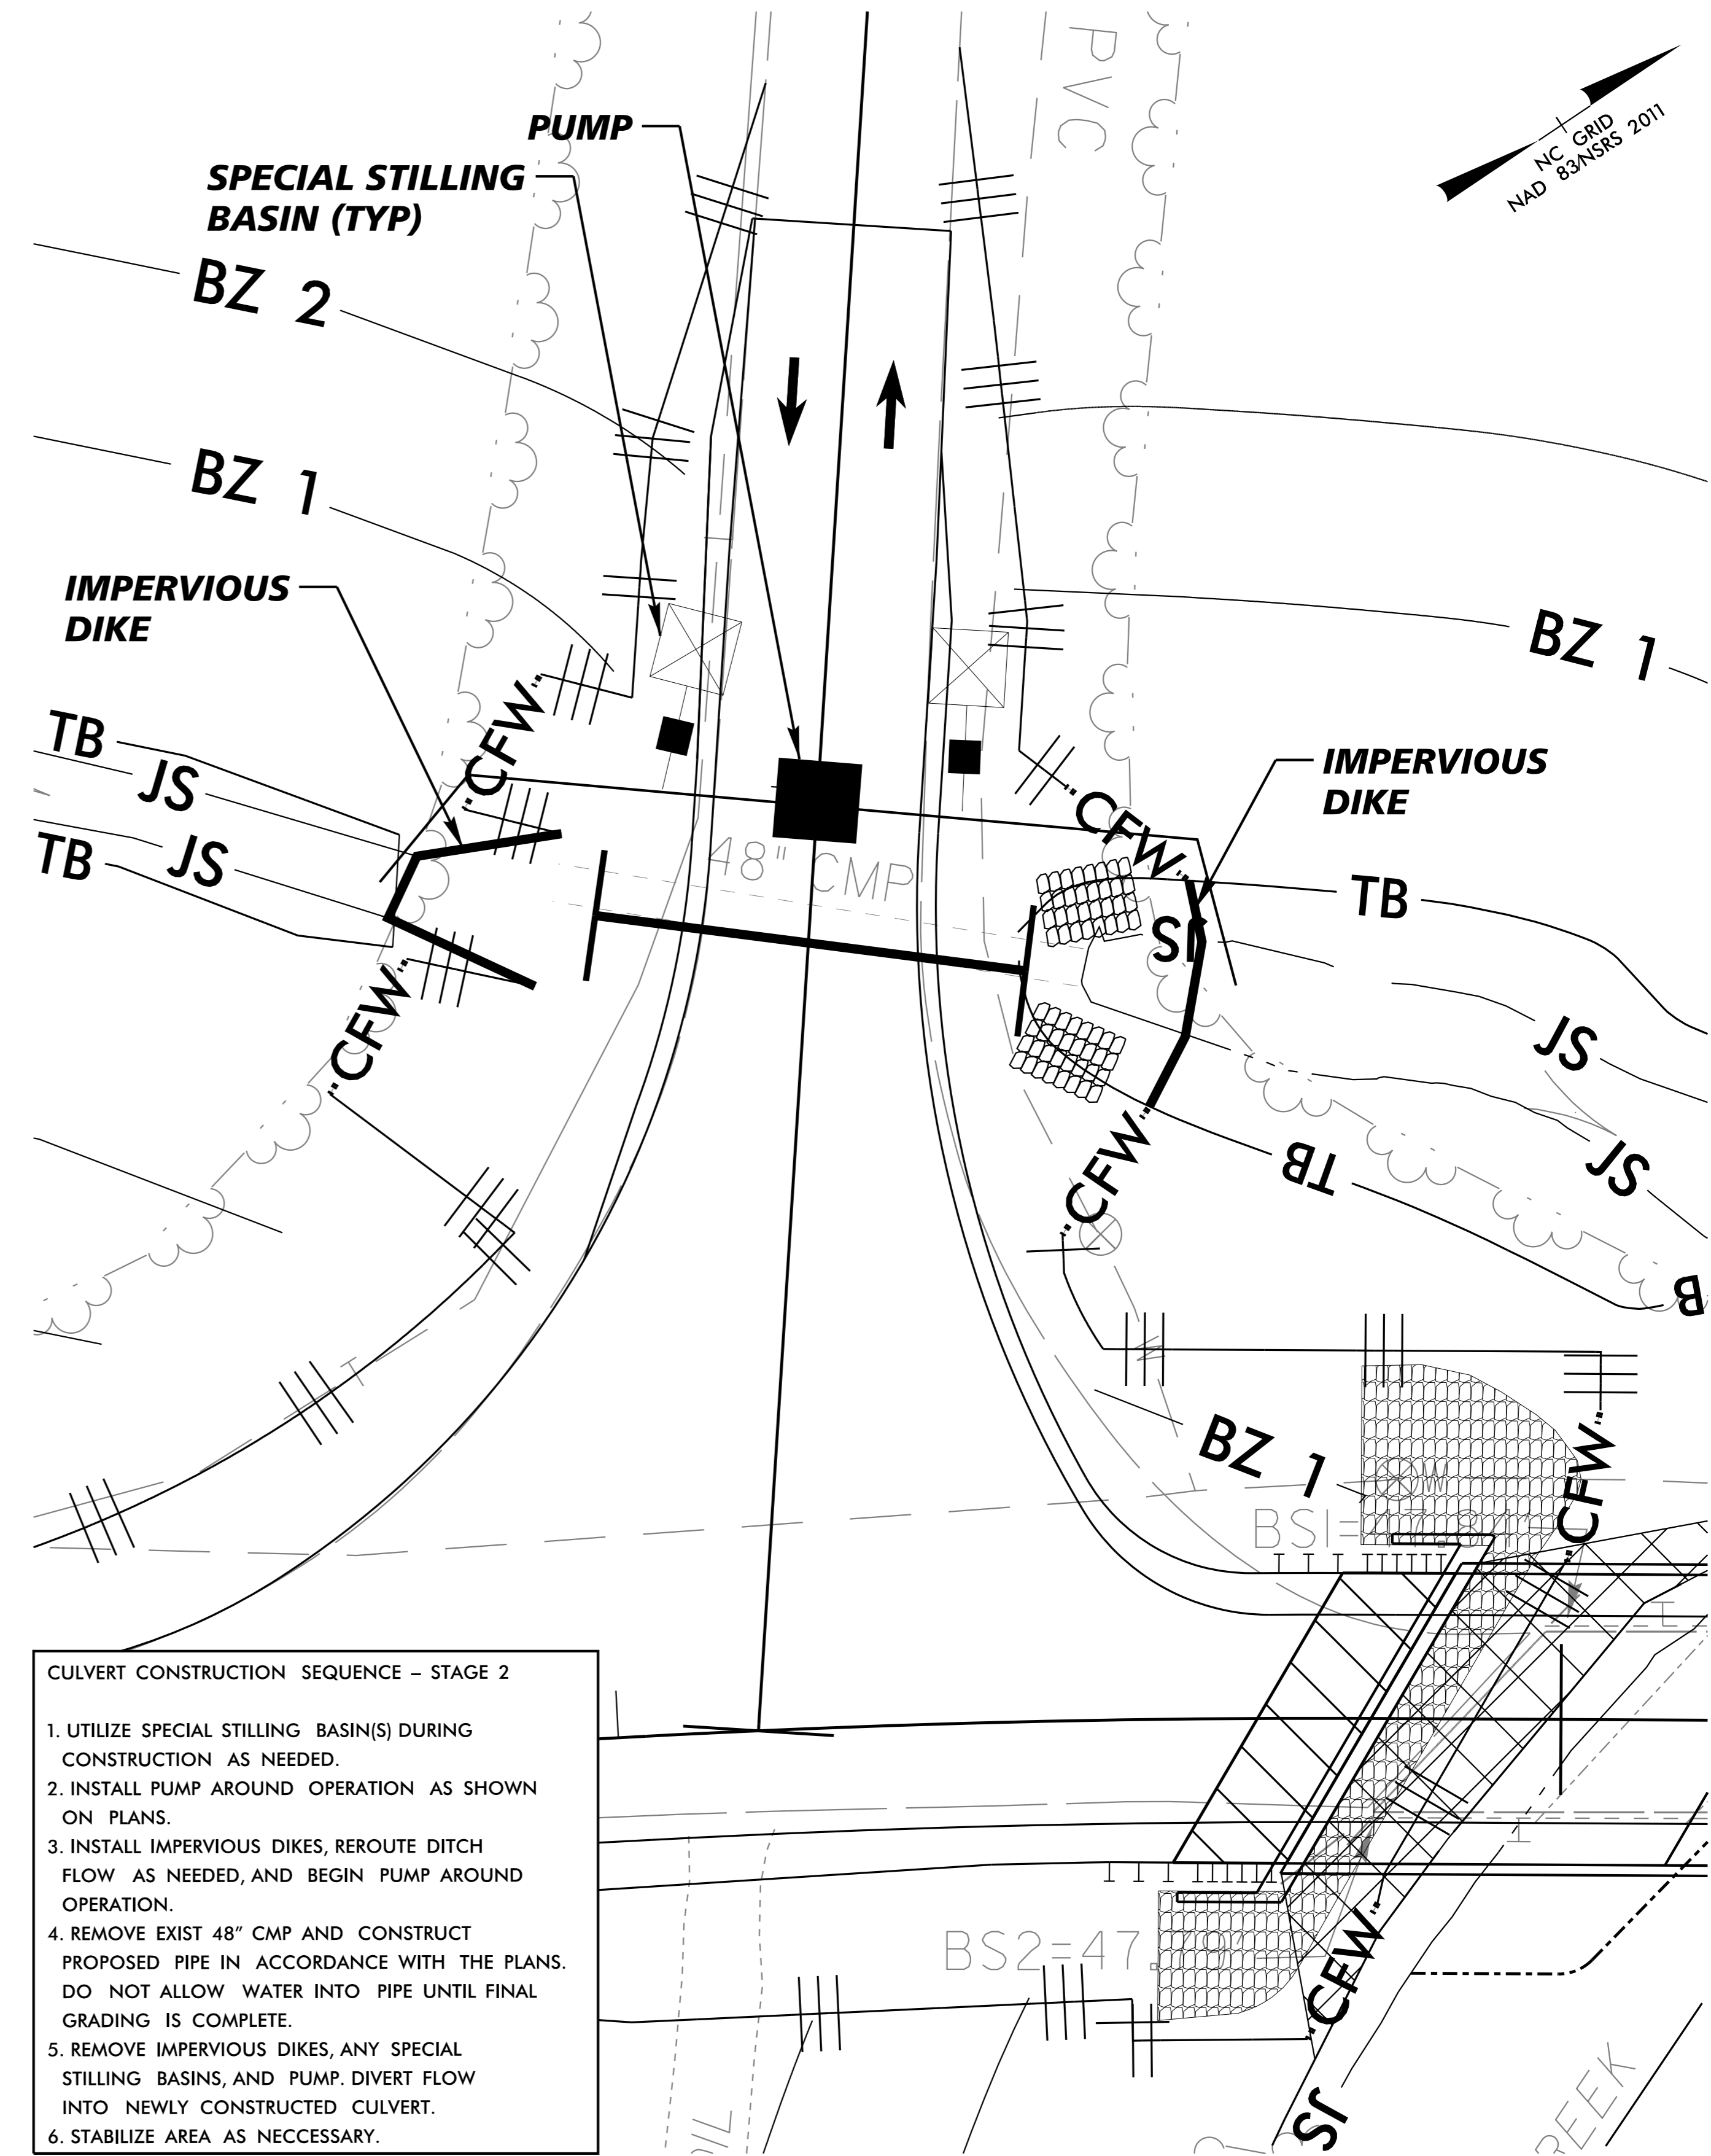 PVC
NC GRID
NAD 83/NSRS 2011
PUMP
SPECIAL STILLING
BASIN (TYP)
BZ 2
BZ 1
IMPERVIOUS
DIKE
BZ 1
TB
JS
TB
JS
"CFW"
"CFW"
48" CMP
"CFW"
IMPERVIOUS
DIKE
TB
JS
JS
JS
TB
"CFW"
"CFW"
B
BZ 1
W
"CFW"
CULVERT CONSTRUCTION SEQUENCE – STAGE 2
1. UTILIZE SPECIAL STILLING BASIN(S) DURING
CONSTRUCTION AS NEEDED.
2. INSTALL PUMP AROUND OPERATION AS SHOWN
ON PLANS.
3. INSTALL IMPERVIOUS DIKES, REROUTE DITCH
FLOW AS NEEDED, AND BEGIN PUMP AROUND
OPERATION.
4. REMOVE EXIST 48" CMP AND CONSTRUCT
PROPOSED PIPE IN ACCORDANCE WITH THE PLANS.
DO NOT ALLOW WATER INTO PIPE UNTIL FINAL
GRADING IS COMPLETE.
5. REMOVE IMPERVIOUS DIKES, ANY SPECIAL
STILLING BASINS, AND PUMP. DIVERT FLOW
INTO NEWLY CONSTRUCTED CULVERT.
6. STABILIZE AREA AS NECCESSARY.
JS
REEK